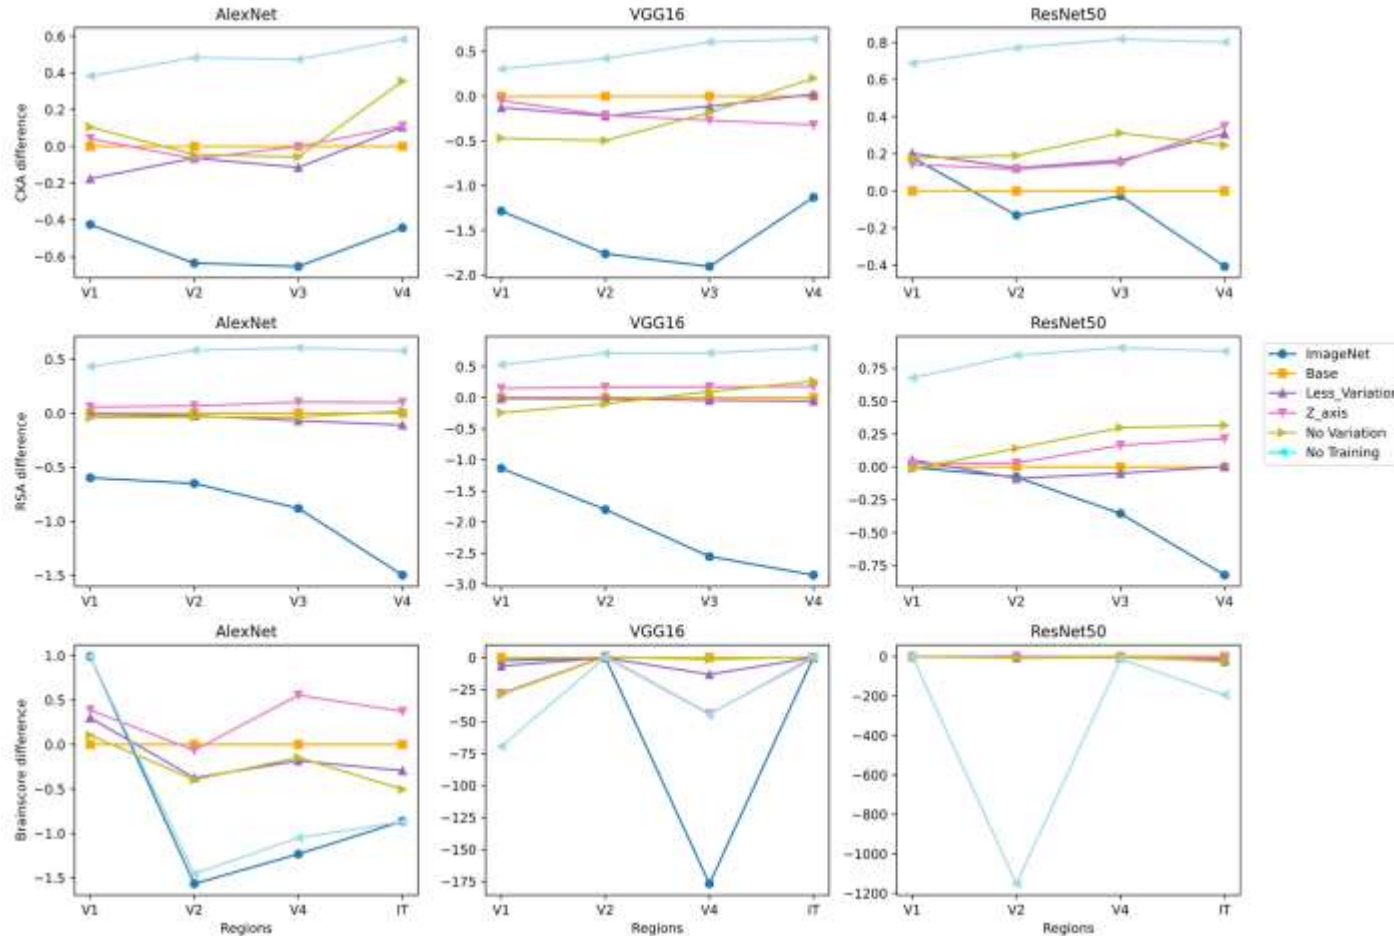 AlexNet
VGG16
ResNet50
CKA difference
0.6
0.4
0.2
0.0
−0.2
−0.4
−0.6
0.5
0.0
−0.5
−1.0
−1.5
−2.0
0.8
0.6
0.4
0.2
0.0
−0.2
−0.4
V1 V2 V3 V4
V1 V2 V3 V4
V1 V2 V3 V4
AlexNet
VGG16
ResNet50
RSA difference
0.5
0.0
−0.5
−1.0
−1.5
0.5
0.0
−0.5
−1.0
−1.5
−2.0
−2.5
−3.0
0.75
0.50
0.25
0.00
−0.25
−0.50
−0.75
V1 V2 V3 V4
V1 V2 V3 V4
V1 V2 V3 V4
ImageNet
Base
Less_Variation
Z_axis
No Variation
No Training
AlexNet
VGG16
ResNet50
Brainscore difference
1.0
0.5
0.0
−0.5
−1.0
−1.5
0
−25
−50
−75
−100
−125
−150
−175
0
−200
−400
−600
−800
−1000
−1200
V1 V2 V4 IT
V1 V2 V4 IT
V1 V2 V4 IT
Regions
Regions
Regions